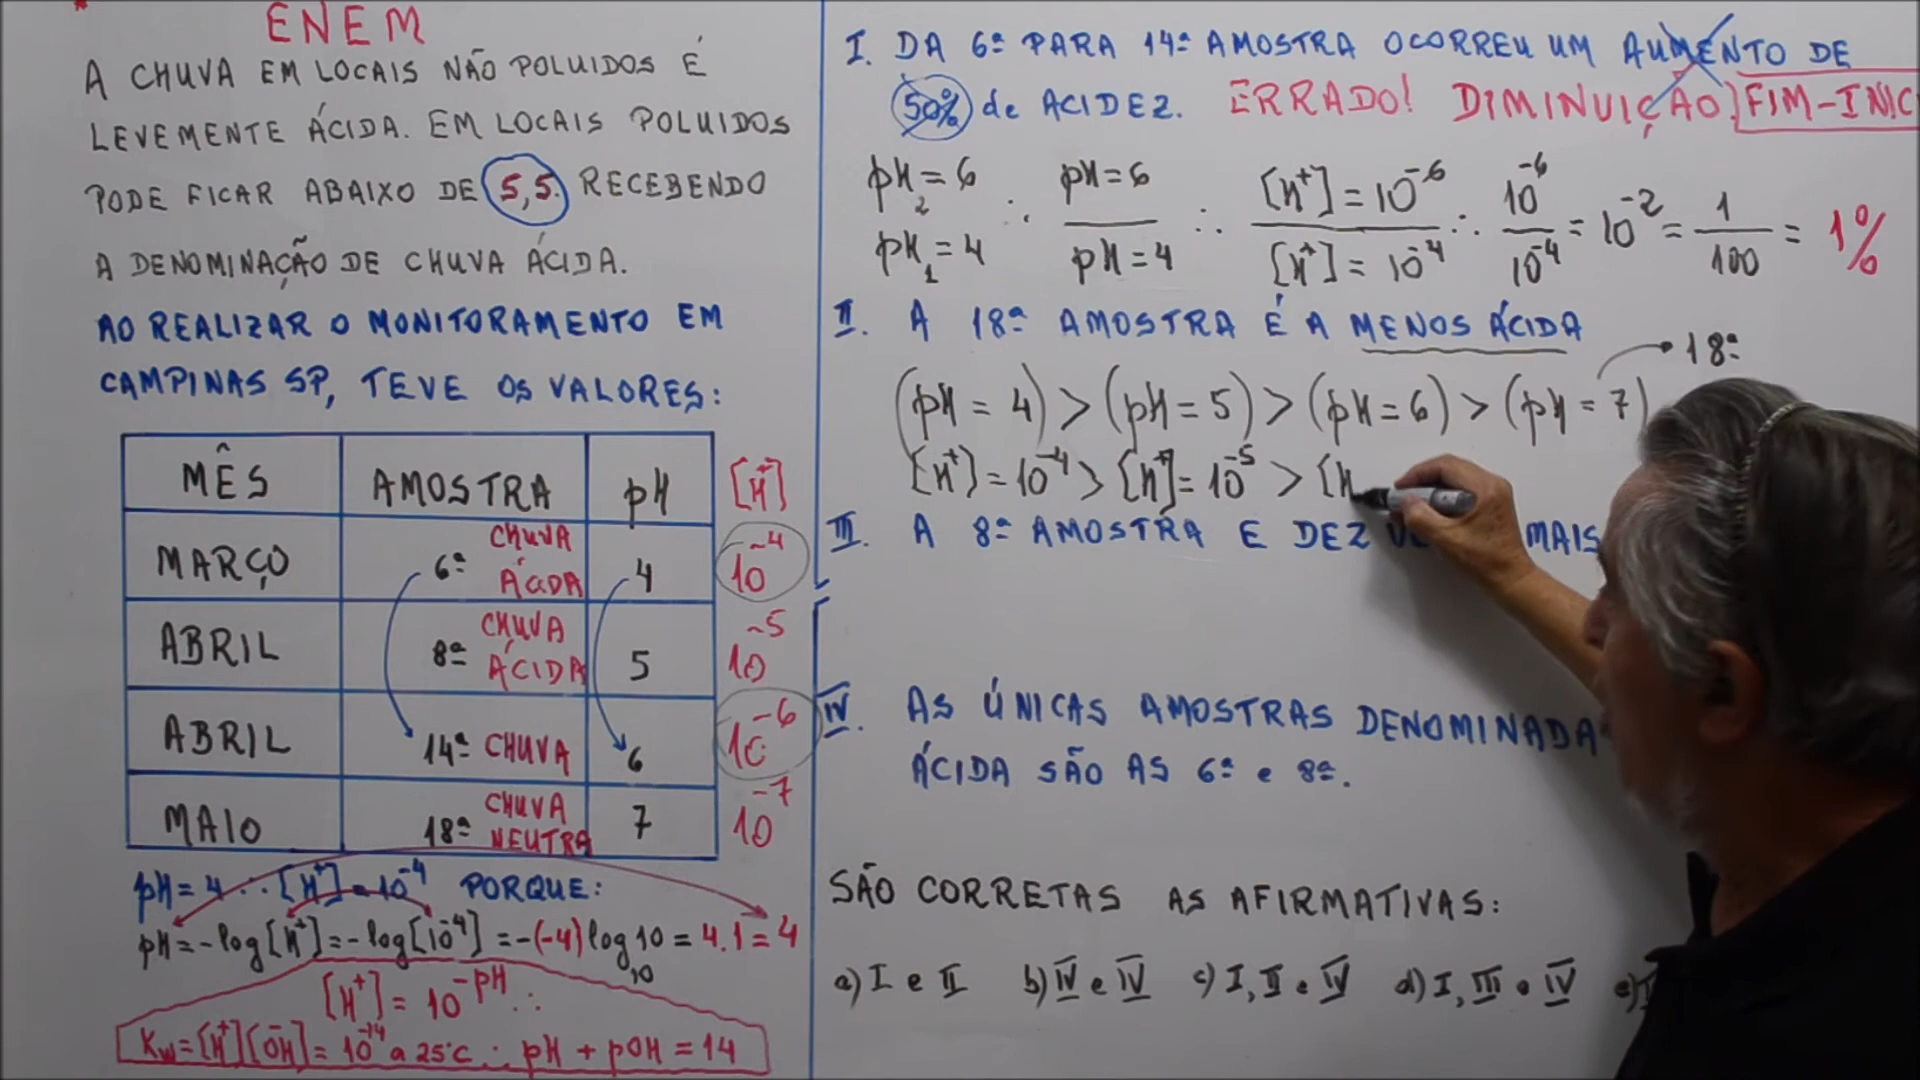 ENEM
A CHUVA EM LOCAIS NÃO POLUIDOS É
LEVEMENTE ÁCIDA. EM LOCAIS POLUIDOS
PODE FICAR ABAIXO DE 5,5. RECEBENDO
A DENOMINAÇÃO DE CHUVA ÁCIDA.
AO REALIZAR O MONITORAMENTO EM
CAMPINAS SP, TEVE OS VALORES:
MÊS AMOSTRA pH [H⁺]
MARÇO 6ª CHUVA ÁCIDA 4 10⁻⁴
ABRIL 8ª CHUVA ÁCIDA 5 10⁻⁵
ABRIL 14ª CHUVA 6 10⁻⁶
MAIO 18ª CHUVA NEUTRA 7 10⁻⁷
pH = 4 ∴ [H⁺] = 10⁻⁴ PORQUE:
pH = -log[H⁺] = -log[10⁻⁴] = -(-4) log₁₀10 = 4.1 = 4
[H⁺] = 10⁻ᵖᴴ ∴
Kw = [H⁺][OH⁻] = 10⁻¹⁴ a 25°C ∴ pH + pOH = 14
I. DA 6ª PARA 14ª AMOSTRA OCORREU UM AUMENTO DE
50% de ACIDEZ. ERRADO! DIMINUIÇÃO. FIM-INIC
pH₂ = 6 ∴ pH = 6 / pH = 4 ∴ [H⁺] = 10⁻⁶ / [H⁺] = 10⁻⁴ ∴ 10⁻⁶ / 10⁻⁴ = 10⁻² = 1 / 100 = 1%
pH₁ = 4
II. A 18ª AMOSTRA É A MENOS ÁCIDA
18ª
(pH = 4) > (pH = 5) > (pH = 6) > (pH = 7)
[H⁺] = 10⁻⁴ > [H⁺] = 10⁻⁵ > [H
III. A 8ª AMOSTRA E DEZ MAIS
IV. AS ÚNICAS AMOSTRAS DENOMINADA
ÁCIDA SÃO AS 6ª e 8ª.
SÃO CORRETAS AS AFIRMATIVAS:
a) I e II b) IV e IV c) I, II e IV d) I, III e IV e) I